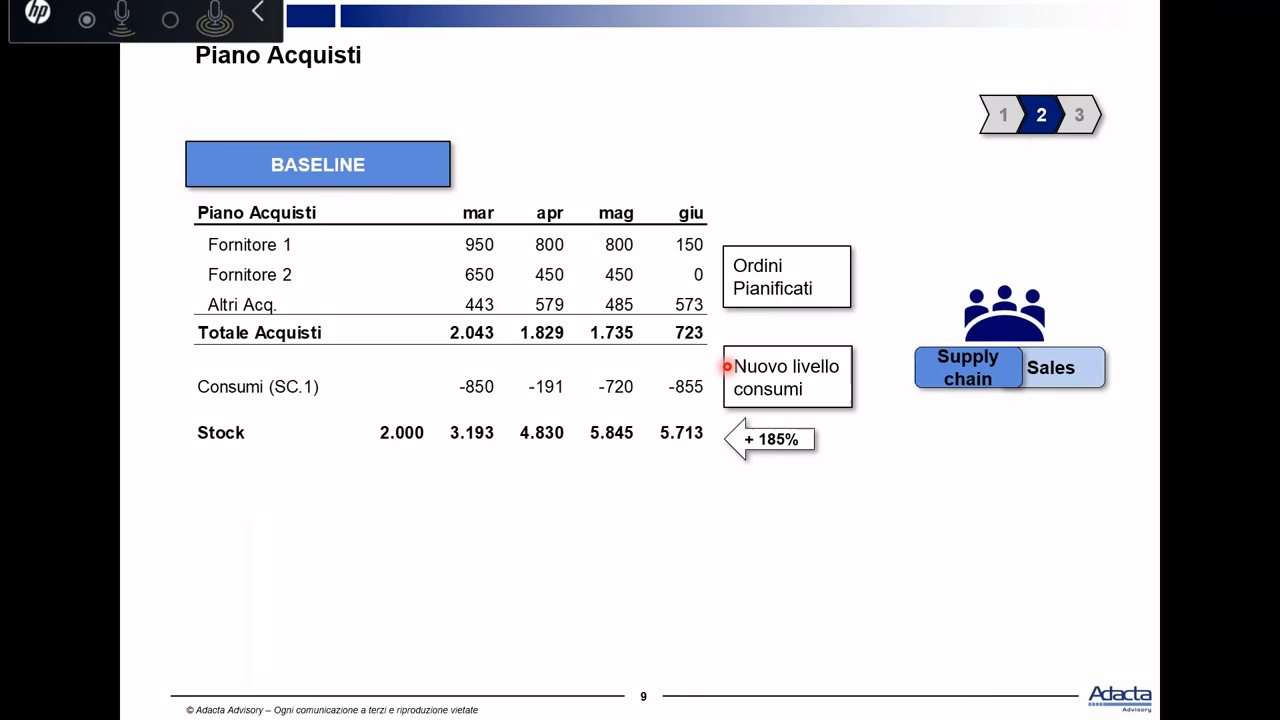 hp
Piano Acquisti
1 2 3
BASELINE
Piano Acquisti mar apr mag giu
Fornitore 1 950 800 800 150
Fornitore 2 650 450 450 0
Altri Acq. 443 579 485 573
Totale Acquisti 2.043 1.829 1.735 723
Consumi (SC.1) -850 -191 -720 -855
Stock 2.000 3.193 4.830 5.845 5.713
Ordini
Pianificati
Nuovo livello
consumi
+ 185%
Supply
chain
Sales
9
© Adacta Advisory – Ogni comunicazione a terzi e riproduzione vietate
Adacta
Advisory